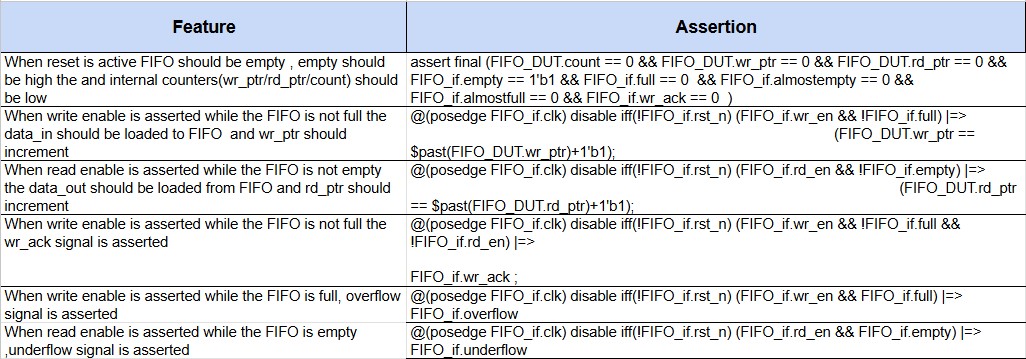 Feature
Assertion
When reset is active FIFO should be empty , empty should
be high the and internal counters(wr_ptr/rd_ptr/count) should
be low
assert final (FIFO_DUT.count == 0 && FIFO_DUT.wr_ptr == 0 && FIFO_DUT.rd_ptr == 0 &&
FIFO_if.empty == 1'b1 && FIFO_if.full == 0  && FIFO_if.almostempty == 0 &&
FIFO_if.almostfull == 0 && FIFO_if.wr_ack == 0  )
When write enable is asserted while the FIFO is not full the
data_in should be loaded to FIFO  and wr_ptr should
increment
@(posedge FIFO_if.clk) disable iff(!FIFO_if.rst_n) (FIFO_if.wr_en && !FIFO_if.full) |=>
(FIFO_DUT.wr_ptr ==
$past(FIFO_DUT.wr_ptr)+1'b1);
When read enable is asserted while the FIFO is not empty
the data_out should be loaded from FIFO and rd_ptr should
increment
@(posedge FIFO_if.clk) disable iff(!FIFO_if.rst_n) (FIFO_if.rd_en && !FIFO_if.empty) |=>
(FIFO_DUT.rd_ptr
== $past(FIFO_DUT.rd_ptr)+1'b1);
When write enable is asserted while the FIFO is not full the
wr_ack signal is asserted
@(posedge FIFO_if.clk) disable iff(!FIFO_if.rst_n) (FIFO_if.wr_en && !FIFO_if.full &&
!FIFO_if.rd_en) |=>
FIFO_if.wr_ack ;
When write enable is asserted while the FIFO is full, overflow
signal is asserted
@(posedge FIFO_if.clk) disable iff(!FIFO_if.rst_n) (FIFO_if.wr_en && FIFO_if.full) |=>
FIFO_if.overflow
When read enable is asserted while the FIFO is empty
,underflow signal is asserted
@(posedge FIFO_if.clk) disable iff(!FIFO_if.rst_n) (FIFO_if.rd_en && FIFO_if.empty) |=>
FIFO_if.underflow